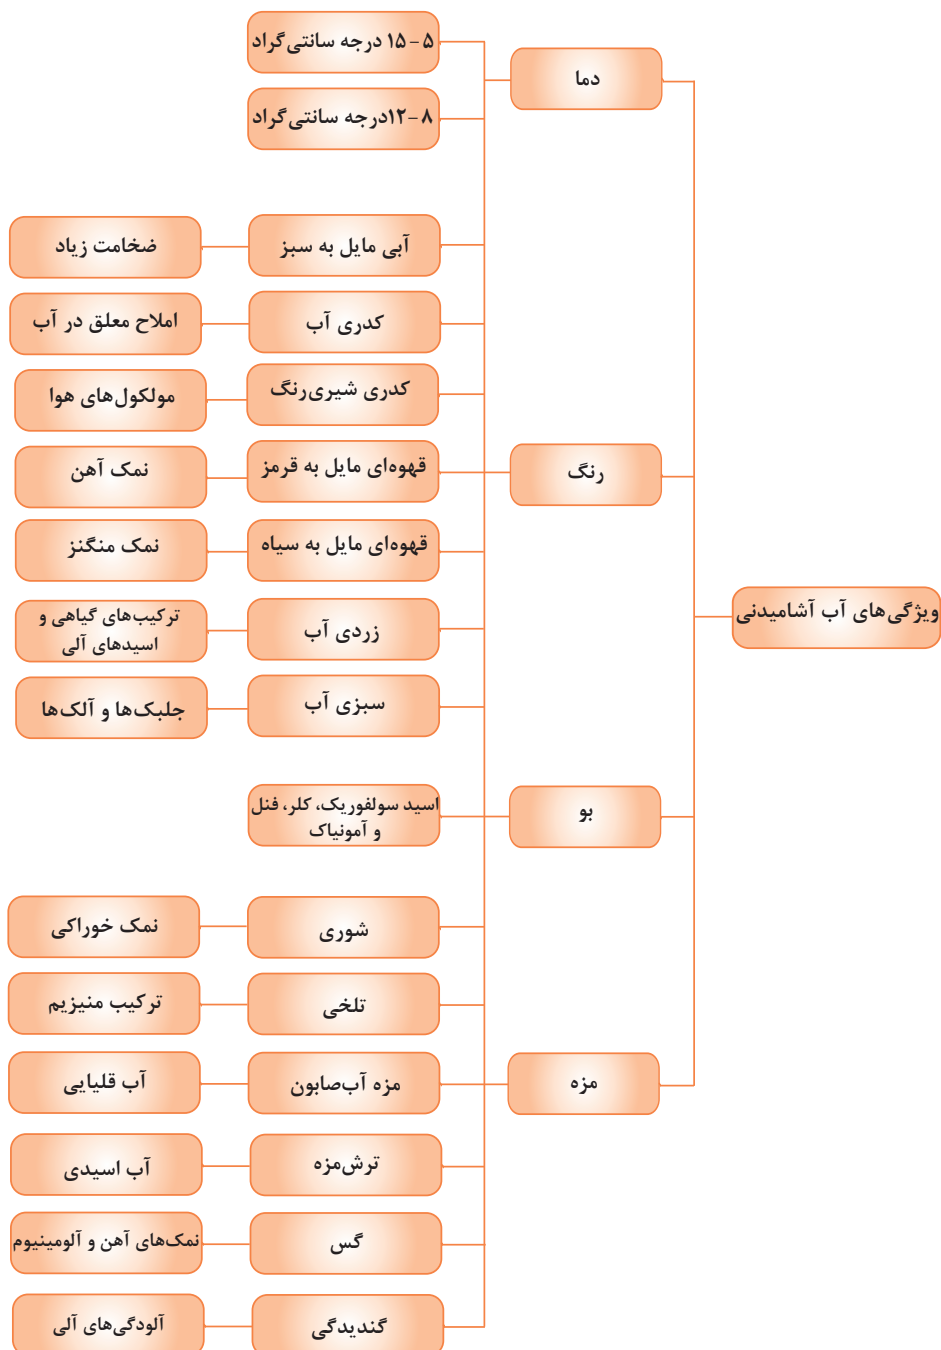 ویژگی‌های آب آشامیدنی
دما
۵ - ۱۵ درجه سانتی‌گراد
۸-۱۲درجه سانتی‌گراد
رنگ
آبی مایل به سبز
ضخامت زیاد
کدری آب
املاح معلق در آب
کدری شیری‌رنگ
مولکول‌های هوا
قهوه‌ای مایل به قرمز
نمک آهن
قهوه‌ای مایل به سیاه
نمک منگنز
زردی آب
ترکیب‌های گیاهی و
اسیدهای آلی
سبزی آب
جلبک‌ها و آلک‌ها
بو
اسید سولفوریک، کلر، فنل
و آمونیاک
مزه
شوری
نمک خوراکی
تلخی
ترکیب منیزیم
مزه آب‌صابون
آب قلیایی
ترش‌مزه
آب اسیدی
گس
نمک‌های آهن و آلومینیوم
گندیدگی
آلودگی‌های آلی